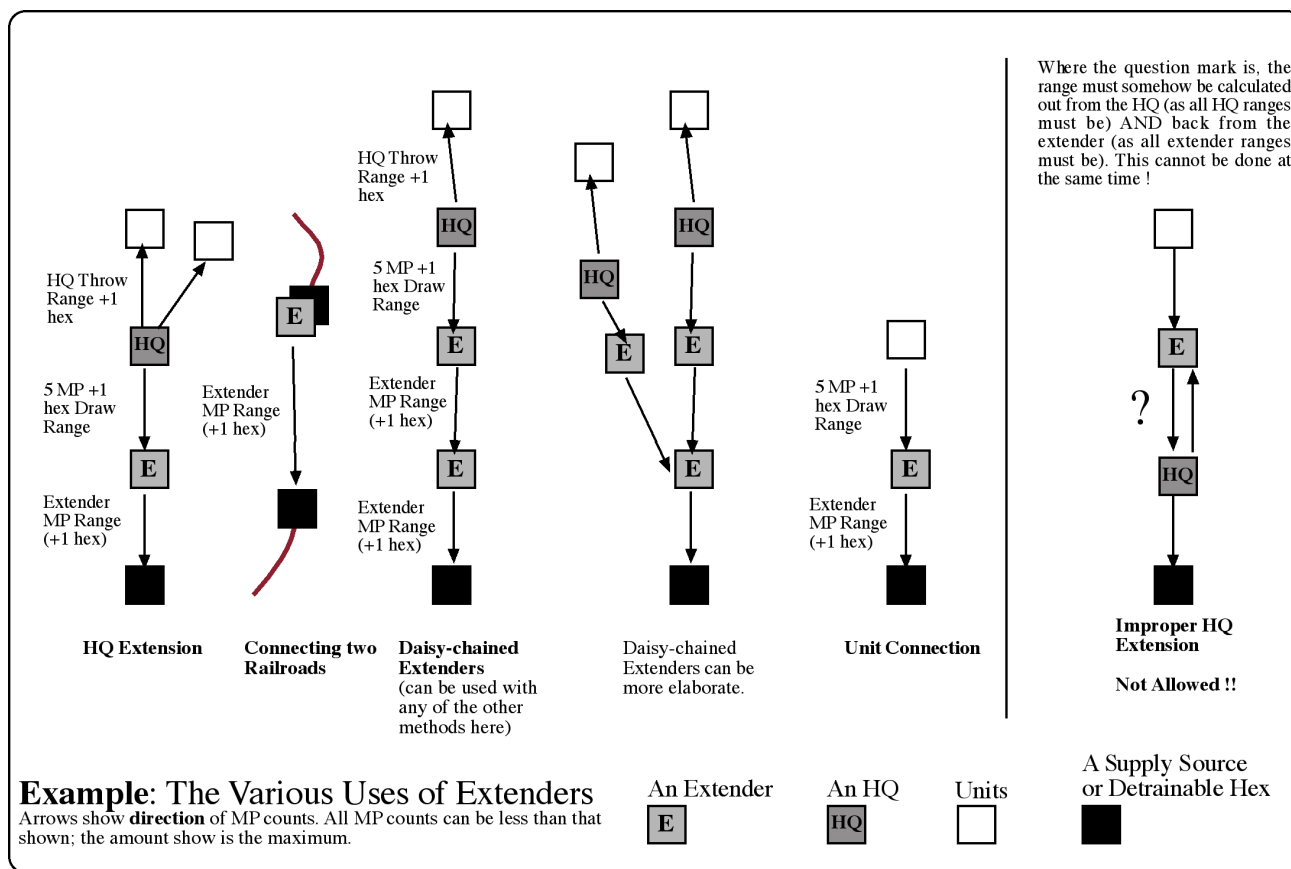 Where the question mark is, the
range must somehow be calculated
out from the HQ (as all HQ ranges
must be) AND back from the
extender (as all extender ranges
must be). This cannot be done at
the same time !
HQ Throw
Range +1
hex
HQ
5 MP +1
hex Draw
Range
E
Extender
MP Range
(+1 hex)
HQ Extension
E
Extender
MP Range
(+1 hex)
Connecting two
Railroads
HQ Throw
Range +1
hex
HQ
5 MP +1
hex Draw
Range
E
Extender
MP Range
(+1 hex)
E
Extender
MP Range
(+1 hex)
Daisy-chained
Extenders
(can be used with
any of the other
methods here)
HQ
HQ
E
E
E
Daisy-chained
Extenders can be
more elaborate.
5 MP +1
hex Draw
Range
E
Extender
MP Range
(+1 hex)
Unit Connection
E
?
HQ
Improper HQ
Extension
Not Allowed !!
Example: The Various Uses of Extenders
Arrows show direction of MP counts. All MP counts can be less than that
shown; the amount show is the maximum.
An Extender
E
An HQ
HQ
Units
A Supply Source
or Detrainable Hex